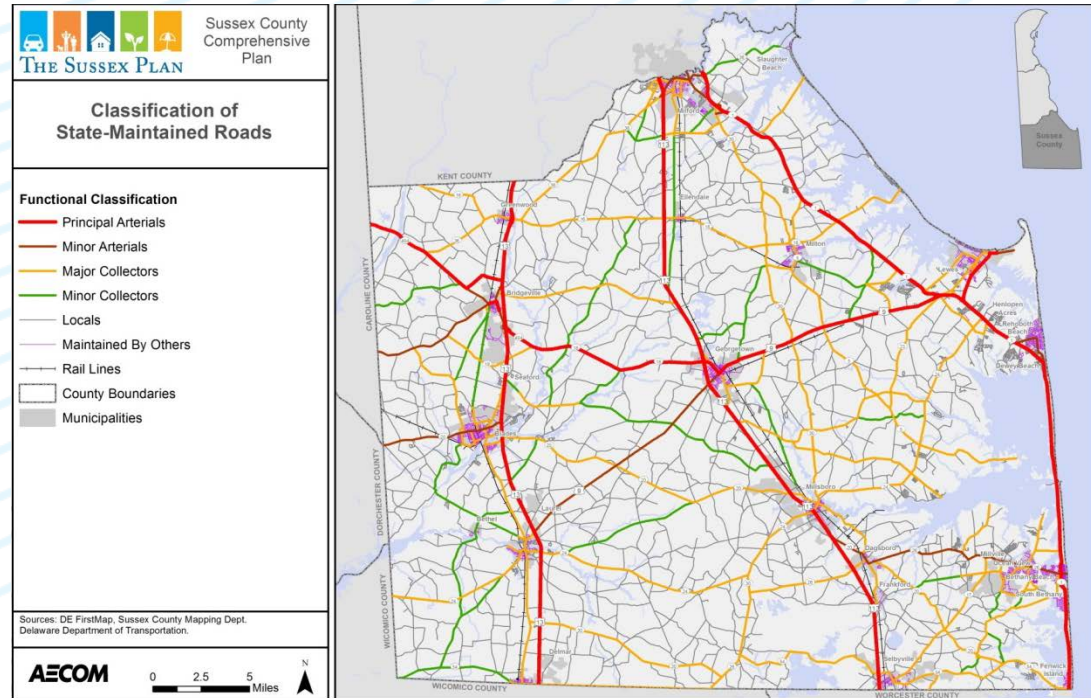 THE SUSSEX PLAN
Sussex County
Comprehensive
Plan
Classification of
State-Maintained Roads
Functional Classification
Principal Arterials
Minor Arterials
Major Collectors
Minor Collectors
Locals
Maintained By Others
Rail Lines
County Boundaries
Municipalities
Sources: DE FirstMap, Sussex County Mapping Dept.
Delaware Department of Transportation.
AECOM
0 2.5 5
Miles
N
Sussex
County
Slaughter
Beach
Milford
KENT COUNTY
Greenwood
Ellendale
Milton
Lewes
CAROLINE COUNTY
Bridgeville
Henlopen
Acres
Rehoboth
Beach
Dewey Beach
Georgetown
Seaford
Blades
DORCHESTER COUNTY
Millsboro
Bethel
Laurel
Dagsboro
Millville
Ocean View
Bethany Beach
South Bethany
Frankford
WICOMICO COUNTY
Delmar
Selbyville
Fenwick
Island
WICOMICO COUNTY
WORCESTER COUNTY